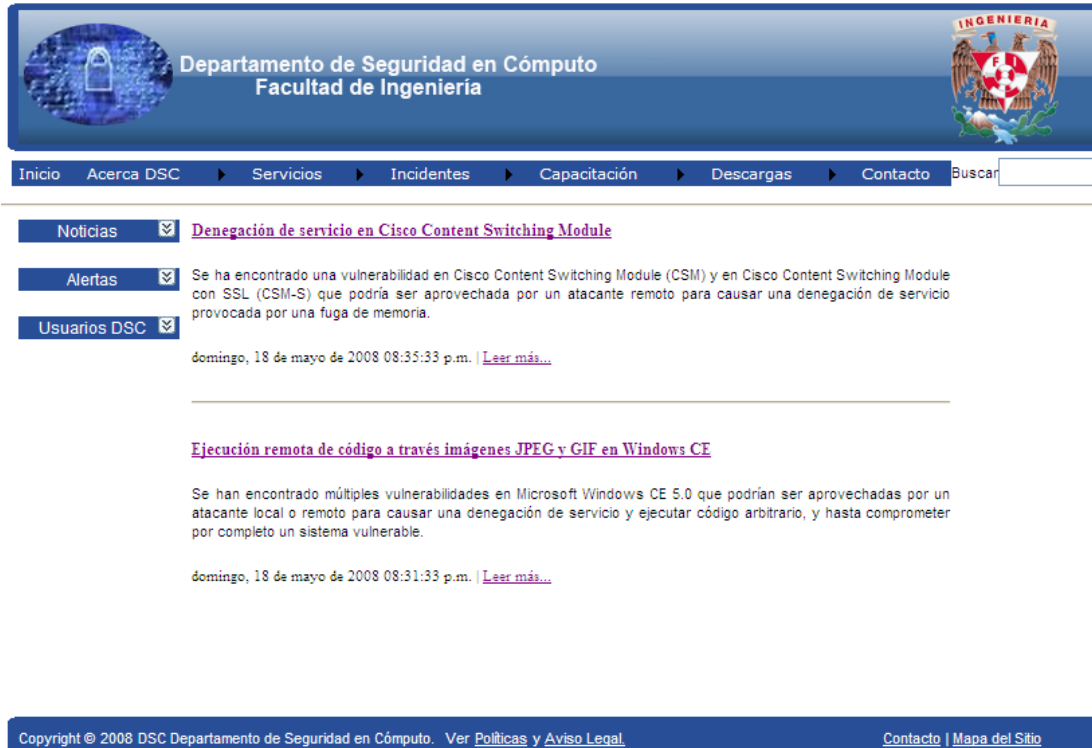 Departamento de Seguridad en Cómputo
Facultad de Ingeniería
INGENIERIA
F I
Inicio Acerca DSC Servicios Incidentes Capacitación Descargas Contacto Buscar
Noticias
Alertas
Usuarios DSC
Denegación de servicio en Cisco Content Switching Module
Se ha encontrado una vulnerabilidad en Cisco Content Switching Module (CSM) y en Cisco Content Switching Module
con SSL (CSM-S) que podría ser aprovechada por un atacante remoto para causar una denegación de servicio
provocada por una fuga de memoria.
domingo, 18 de mayo de 2008 08:35:33 p.m. | Leer más...
Ejecución remota de código a través imágenes JPEG y GIF en Windows CE
Se han encontrado múltiples vulnerabilidades en Microsoft Windows CE 5.0 que podrían ser aprovechadas por un
atacante local o remoto para causar una denegación de servicio y ejecutar código arbitrario, y hasta comprometer
por completo un sistema vulnerable.
domingo, 18 de mayo de 2008 08:31:33 p.m. | Leer más...
Copyright © 2008 DSC Departamento de Seguridad en Cómputo. Ver Políticas y Aviso Legal. Contacto | Mapa del Sitio